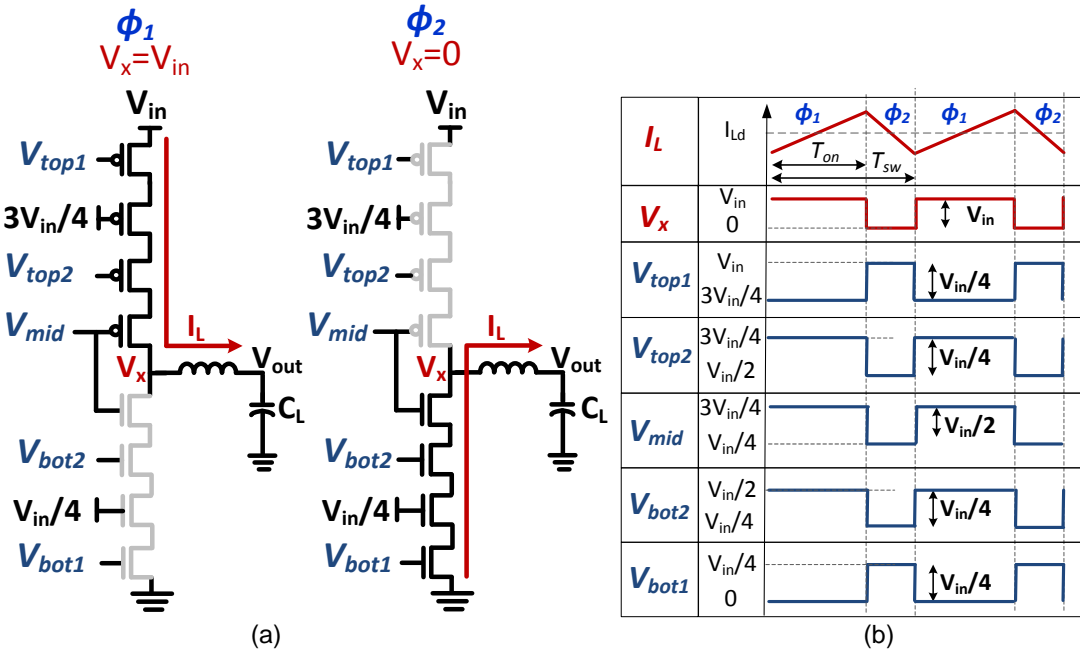 ϕ1
Vx=Vin
Vin
Vtop1
3Vin/4
Vtop2
Vmid
IL
Vx
Vout
CL
Vbot2
Vin/4
Vbot1
ϕ2
Vx=0
Vin
Vtop1
3Vin/4
Vtop2
Vmid
IL
Vx
Vout
CL
Vbot2
Vin/4
Vbot1
(a)
IL
ILd
ϕ1 ϕ2 ϕ1 ϕ2
Ton
Tsw
Vx
Vin
0
Vin
Vtop1
Vin
3Vin/4
Vin/4
Vtop2
3Vin/4
Vin/2
Vin/4
Vmid
3Vin/4
Vin/4
Vin/2
Vbot2
Vin/2
Vin/4
Vin/4
Vbot1
Vin/4
0
Vin/4
(b)